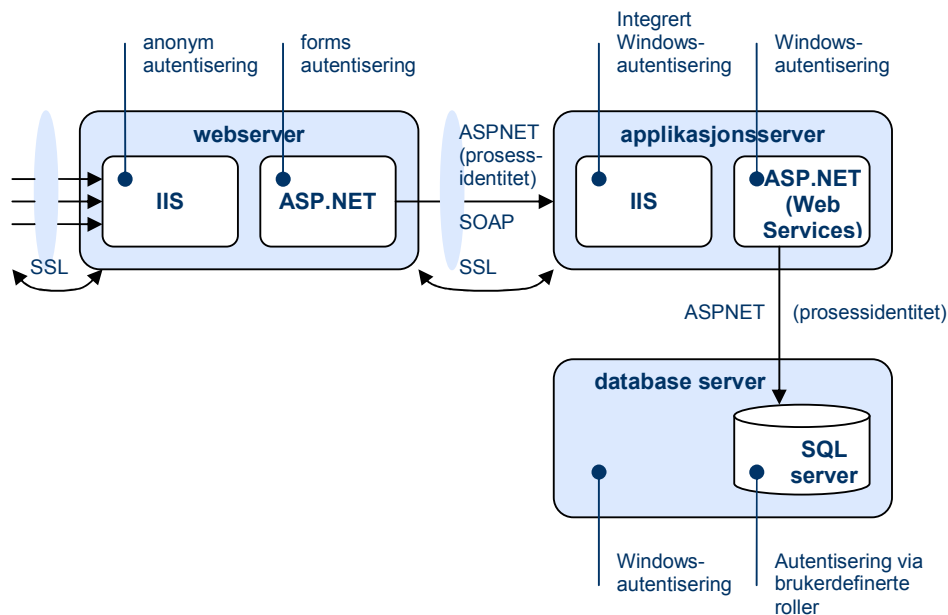 anonym
autentisering
forms
autentisering
Integrert
Windows-
autentisering
Windows-
autentisering
webserver
IIS
ASP.NET
SSL
ASPNET
(prosess-
identitet)
SOAP
SSL
applikasjonsserver
IIS
ASP.NET
(Web
Services)
ASPNET
(prosessidentitet)
database server
SQL
server
Windows-
autentisering
Autentisering via
brukerdefinerte
roller